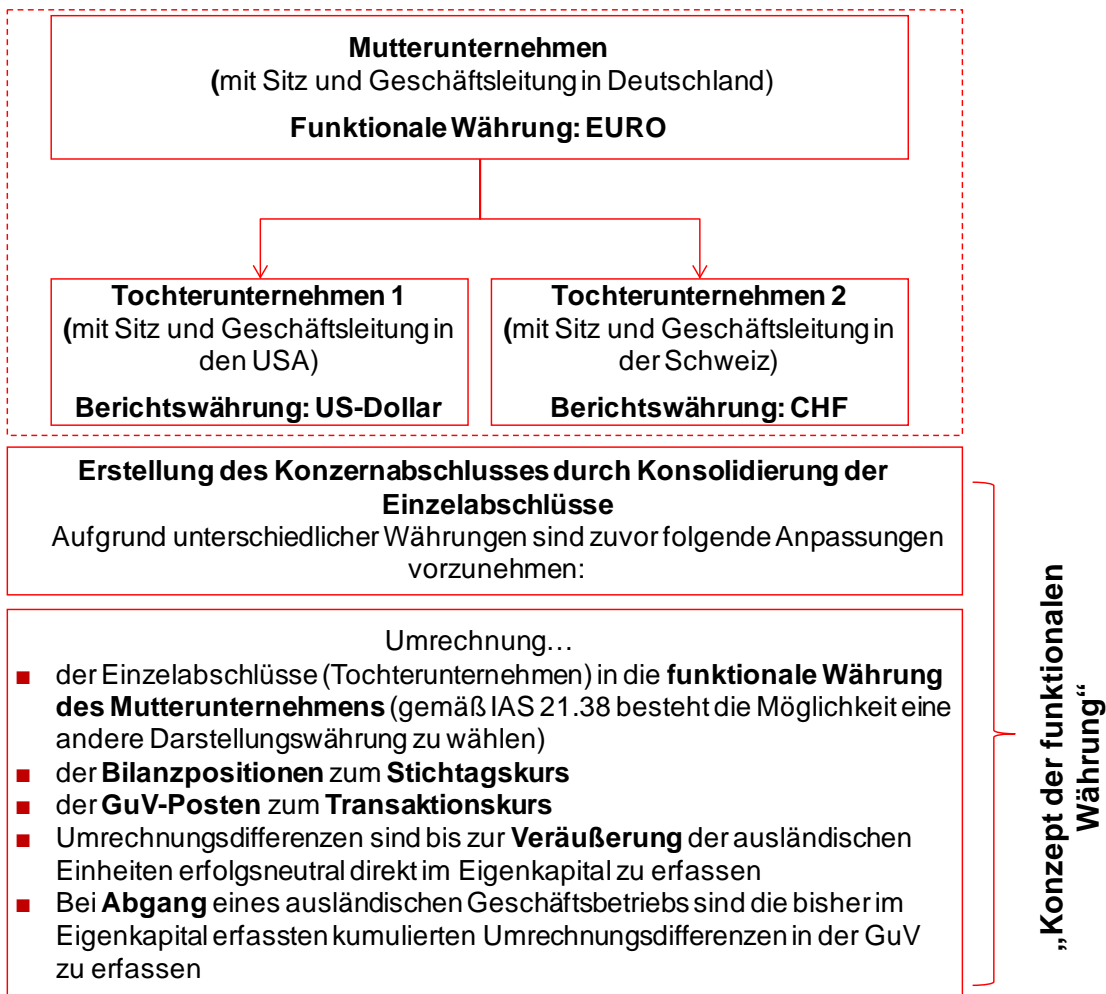 Mutterunternehmen
(mit Sitz und Geschäftsleitung in Deutschland)
Funktionale Währung: EURO
Tochterunternehmen 1
(mit Sitz und Geschäftsleitung in
den USA)
Berichtswährung: US-Dollar
Tochterunternehmen 2
(mit Sitz und Geschäftsleitung in
der Schweiz)
Berichtswährung: CHF
Erstellung des Konzernabschlusses durch Konsolidierung der
Einzelabschlüsse
Aufgrund unterschiedlicher Währungen sind zuvor folgende Anpassungen
vorzunehmen:
Umrechnung…
■ der Einzelabschlüsse (Tochterunternehmen) in die funktionale Währung
des Mutterunternehmens (gemäß IAS 21.38 besteht die Möglichkeit eine
andere Darstellungswährung zu wählen)
■ der Bilanzpositionen zum Stichtagskurs
■ der GuV-Posten zum Transaktionskurs
■ Umrechnungsdifferenzen sind bis zur Veräußerung der ausländischen
Einheiten erfolgsneutral direkt im Eigenkapital zu erfassen
■ Bei Abgang eines ausländischen Geschäftsbetriebs sind die bisher im
Eigenkapital erfassten kumulierten Umrechnungsdifferenzen in der GuV
zu erfassen
„Konzept der funktionalen
Währung“